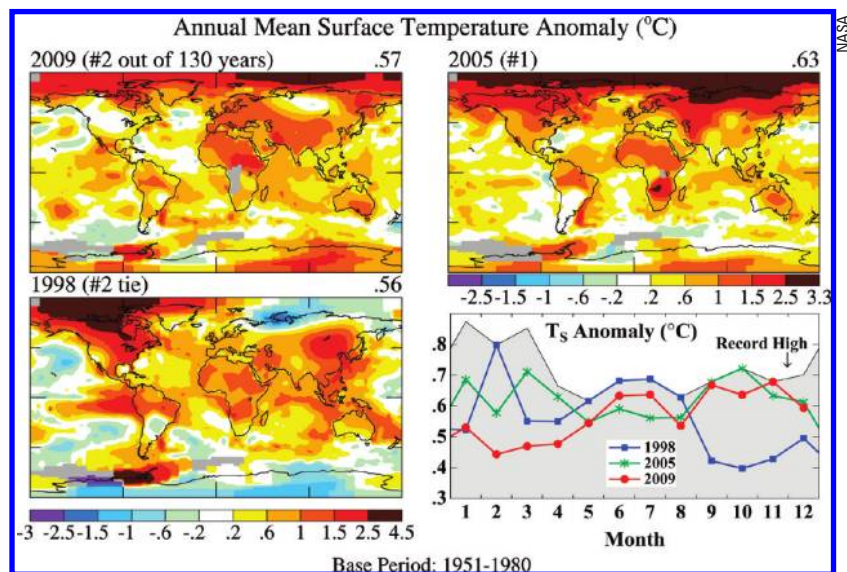 Annual Mean Surface Temperature Anomaly (°C)
NASA
2009 (#2 out of 130 years) .57
2005 (#1) .63
1998 (#2 tie) .56
-2.5 -1.5 -1 -.6 -.2 .2 .6 1 1.5 2.5 3.3
-3 -2.5 -1.5 -1 -.6 -.2 .2 .6 1 1.5 2.5 4.5
Base Period: 1951-1980
TS Anomaly (°C)
Record High
.8
.7
.6
.5
.4
.3
1998
2005
2009
1 2 3 4 5 6 7 8 9 10 11 12
Month